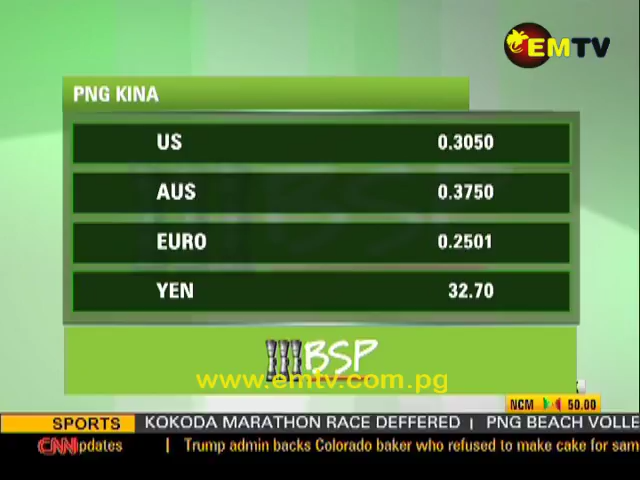 EMTV
PNG KINA
US 0.3050
AUS 0.3750
EURO 0.2501
YEN 32.70
BSP
www.emtv.com.pg
NCM 50.00
SPORTS KOKODA MARATHON RACE DEFFERED | PNG BEACH VOLLE
CNN pdates | Trump admin backs Colorado baker who refused to make cake for sam